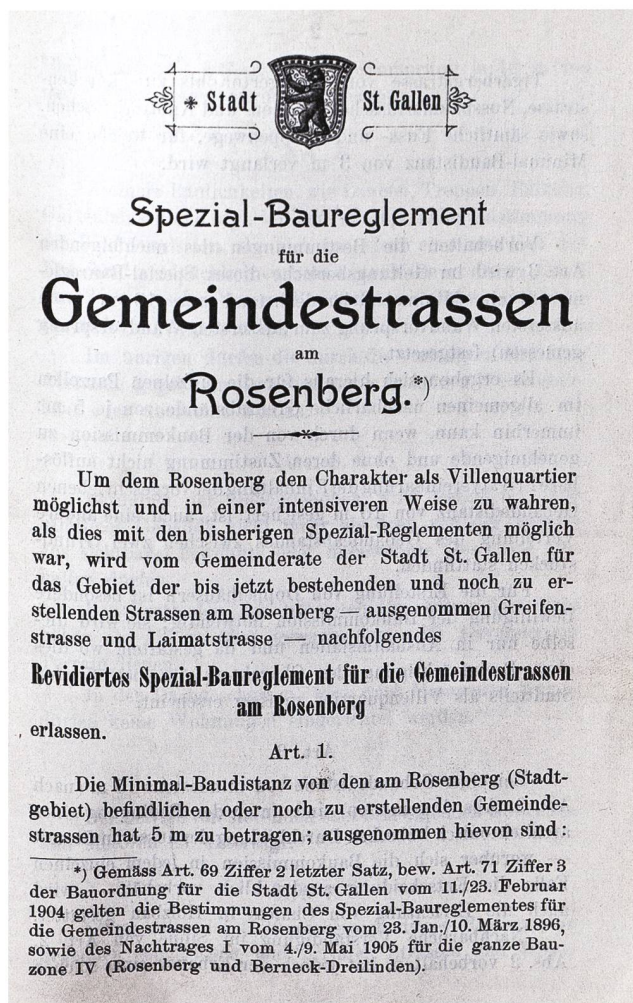 * Stadt St. Gallen
Spezial-Baureglement
für die
Gemeindestrassen
am
Rosenberg.*)
Um dem Rosenberg den Charakter als Villenquartier
möglichst und in einer intensiveren Weise zu wahren,
als dies mit den bisherigen Spezial-Reglementen möglich
war, wird vom Gemeinderate der Stadt St. Gallen für
das Gebiet der bis jetzt bestehenden und noch zu er-
stellenden Strassen am Rosenberg — ausgenommen Greifen-
strasse und Laimatstrasse — nachfolgendes
Revidiertes Spezial-Baureglement für die Gemeindestrassen
am Rosenberg
erlassen.
Art. 1.
Die Minimal-Baudistanz von den am Rosenberg (Stadt-
gebiet) befindlichen oder noch zu erstellenden Gemeinde-
strassen hat 5 m zu betragen; ausgenommen hievon sind:
*) Gemäss Art. 69 Ziffer 2 letzter Satz, bew. Art. 71 Ziffer 3
der Bauordnung für die Stadt St. Gallen vom 11./23. Februar
1904 gelten die Bestimmungen des Spezial-Baureglementes für
die Gemeindestrassen am Rosenberg vom 23. Jan./10. März 1896,
sowie des Nachtrages I vom 4./9. Mai 1905 für die ganze Bau-
zone IV (Rosenberg und Berneck-Dreilinden).